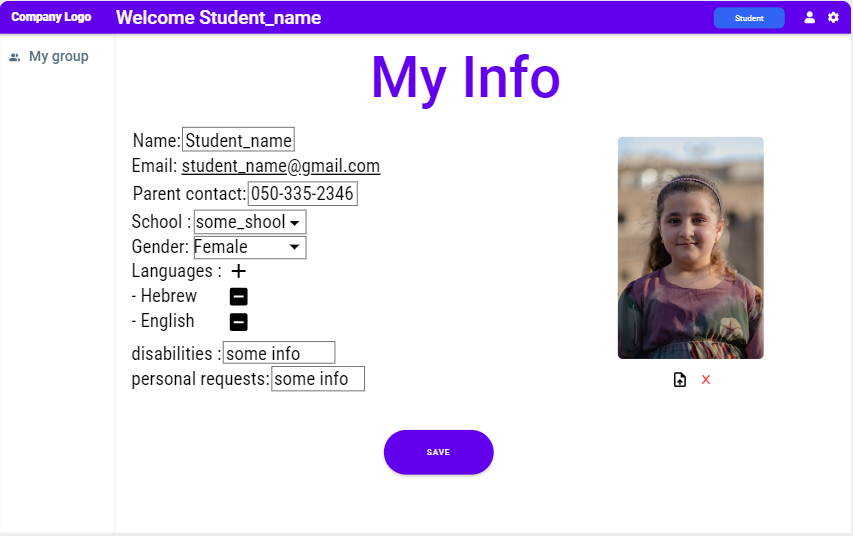 Company Logo
Welcome Student_name
Student
My group
My Info
Name: Student_name
Email: student_name@gmail.com
Parent contact: 050-335-2346
School : some_shool
Gender: Female
Languages : +
- Hebrew
- English
disabilities : some info
personal requests: some info
X
SAVE